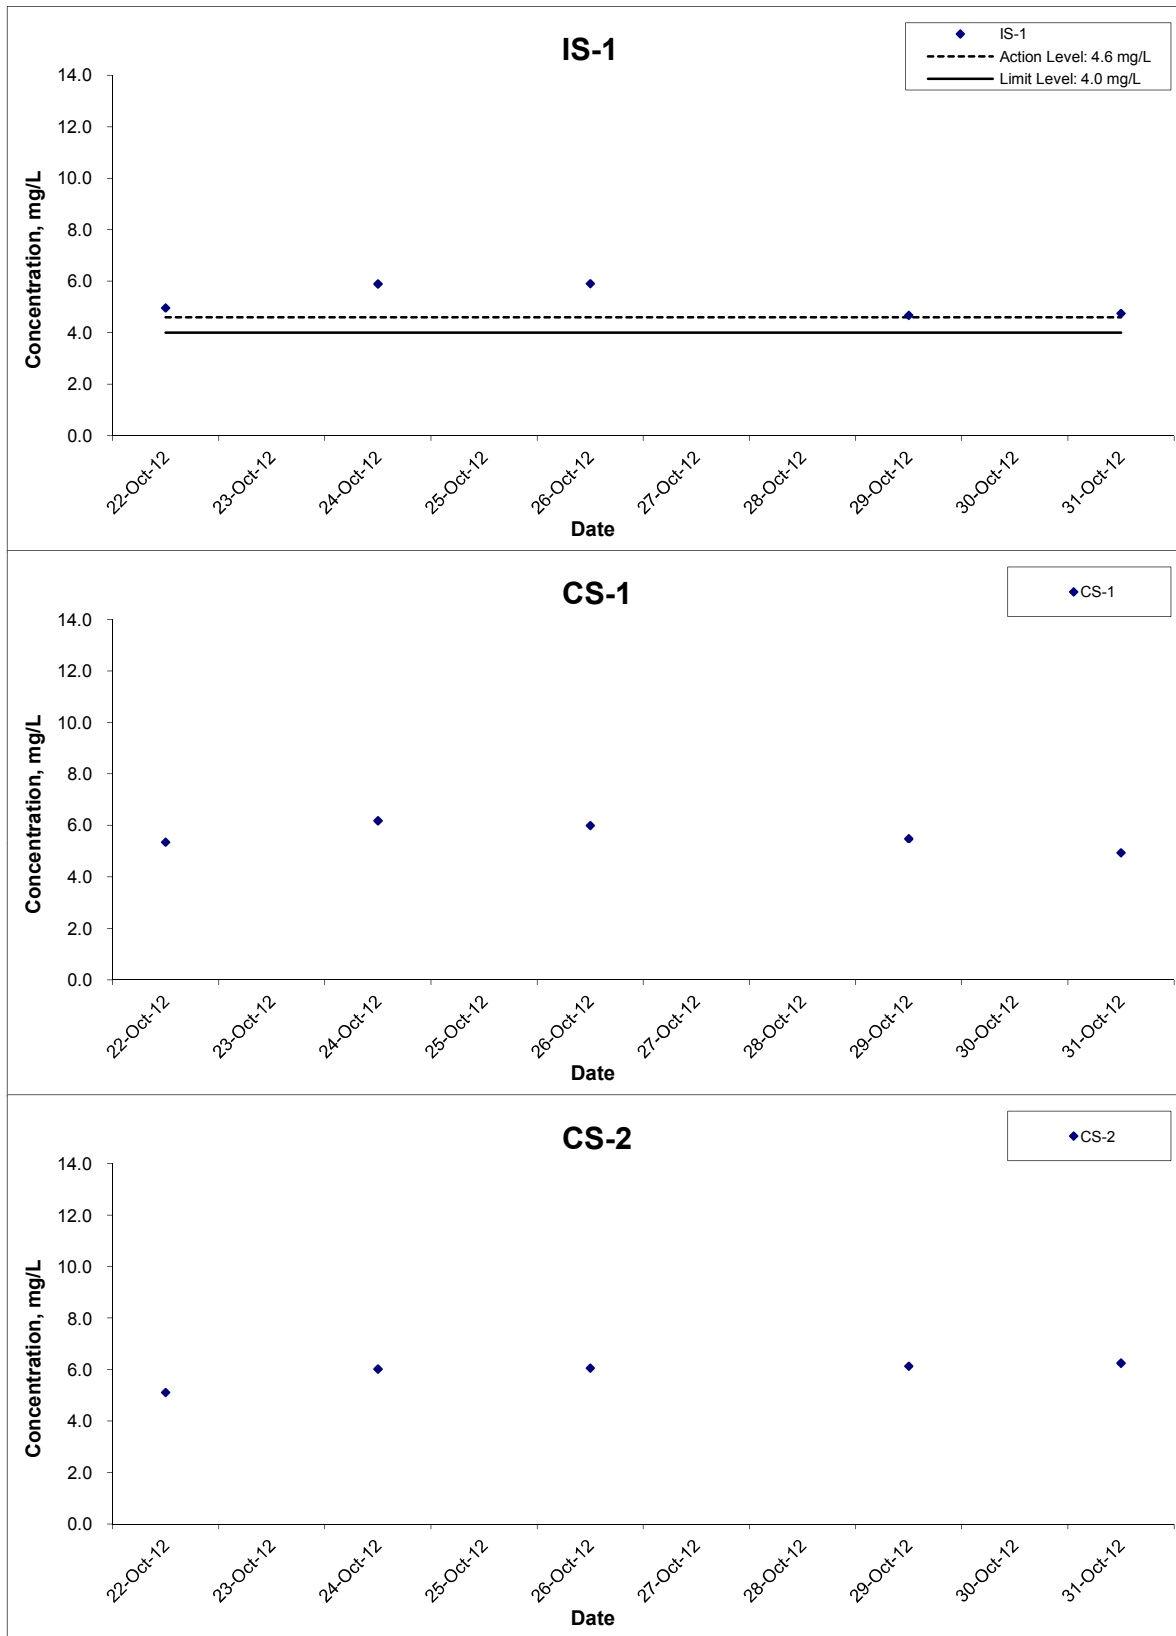 IS-1
IS-1
Action Level: 4.6 mg/L
Limit Level: 4.0 mg/L
14.0
12.0
10.0
8.0
6.0
4.0
2.0
0.0
Concentration, mg/L
22-Oct-12
23-Oct-12
24-Oct-12
25-Oct-12
26-Oct-12
27-Oct-12
28-Oct-12
29-Oct-12
30-Oct-12
31-Oct-12
Date
CS-1
CS-1
14.0
12.0
10.0
8.0
6.0
4.0
2.0
0.0
Concentration, mg/L
22-Oct-12
23-Oct-12
24-Oct-12
25-Oct-12
26-Oct-12
27-Oct-12
28-Oct-12
29-Oct-12
30-Oct-12
31-Oct-12
Date
CS-2
CS-2
14.0
12.0
10.0
8.0
6.0
4.0
2.0
0.0
Concentration, mg/L
22-Oct-12
23-Oct-12
24-Oct-12
25-Oct-12
26-Oct-12
27-Oct-12
28-Oct-12
29-Oct-12
30-Oct-12
31-Oct-12
Date